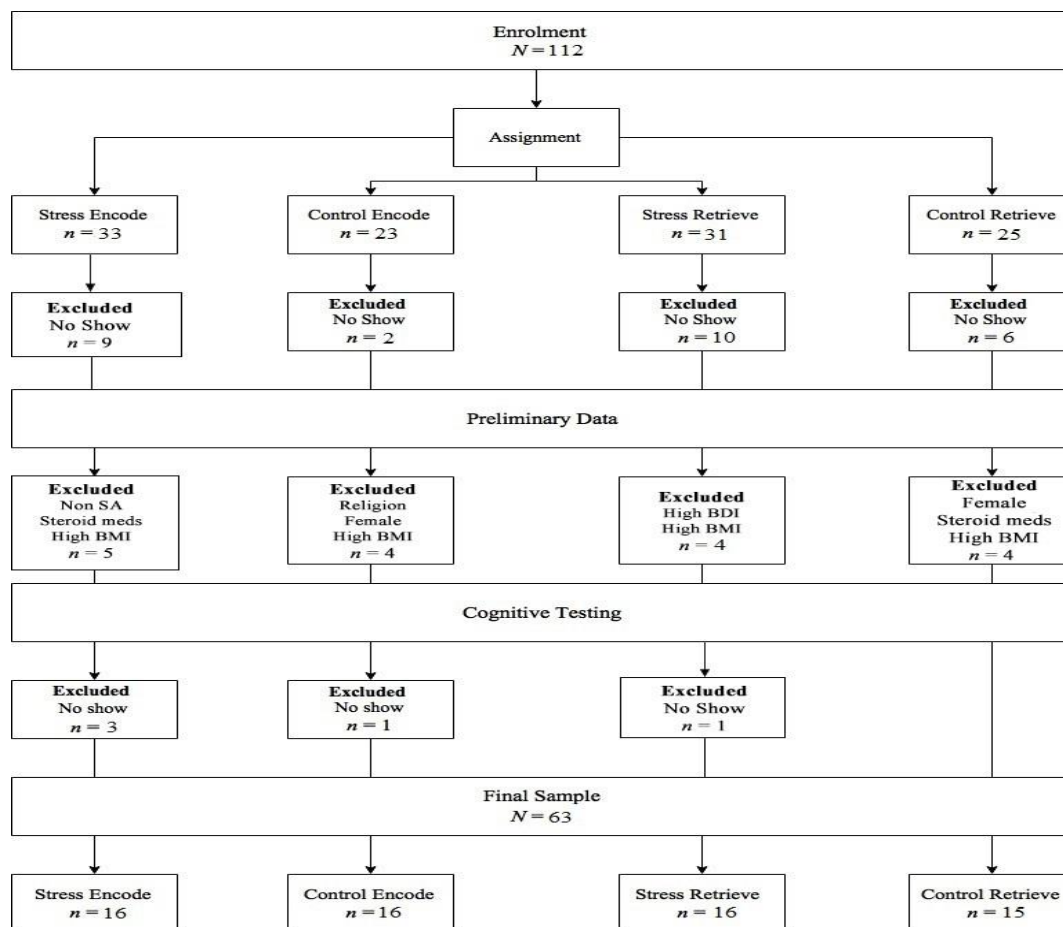 Enrolment
N = 112
Assignment
Stress Encode
n = 33
Control Encode
n = 23
Stress Retrieve
n = 31
Control Retrieve
n = 25
Excluded
No Show
n = 9
Excluded
No Show
n = 2
Excluded
No Show
n = 10
Excluded
No Show
n = 6
Preliminary Data
Excluded
Non SA
Steroid meds
High BMI
n = 5
Excluded
Religion
Female
High BMI
n = 4
Excluded
High BDI
High BMI
n = 4
Excluded
Female
Steroid meds
High BMI
n = 4
Cognitive Testing
Excluded
No show
n = 3
Excluded
No show
n = 1
Excluded
No Show
n = 1
Final Sample
N = 63
Stress Encode
n = 16
Control Encode
n = 16
Stress Retrieve
n = 16
Control Retrieve
n = 15